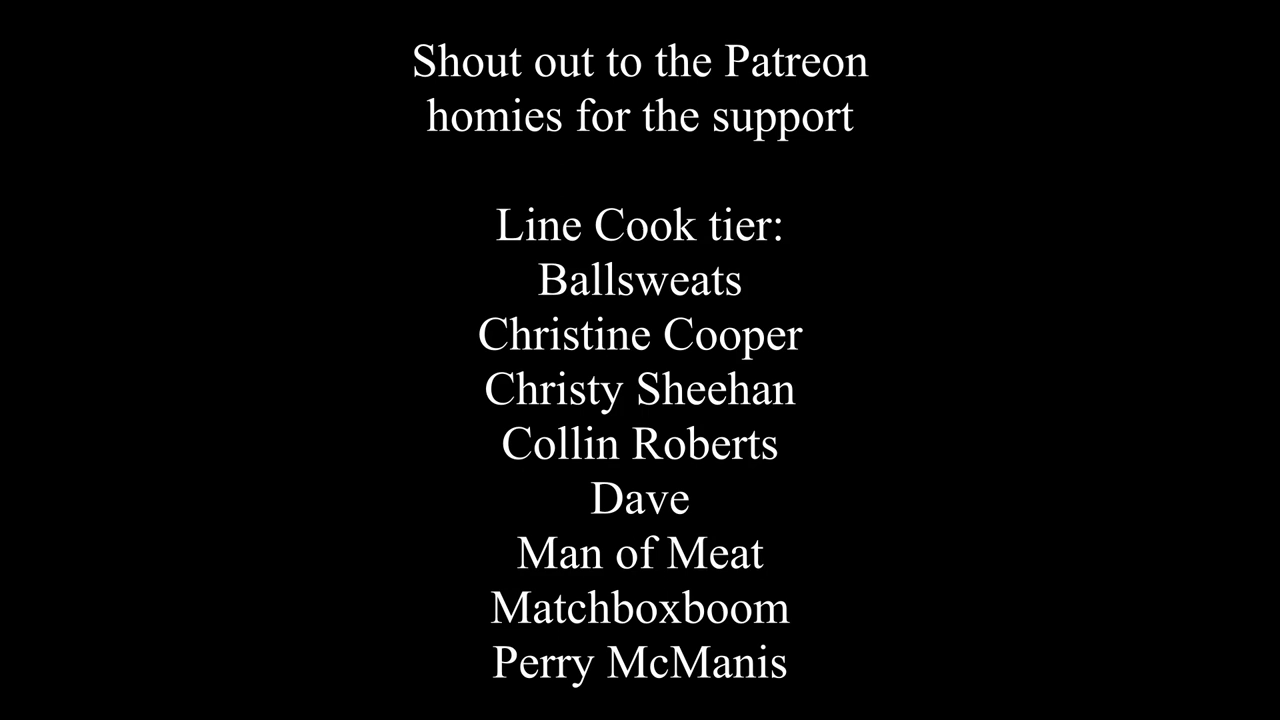 Shout out to the Patreon
homies for the support
Line Cook tier:
Ballsweats
Christine Cooper
Christy Sheehan
Collin Roberts
Dave
Man of Meat
Matchboxboom
Perry McManis